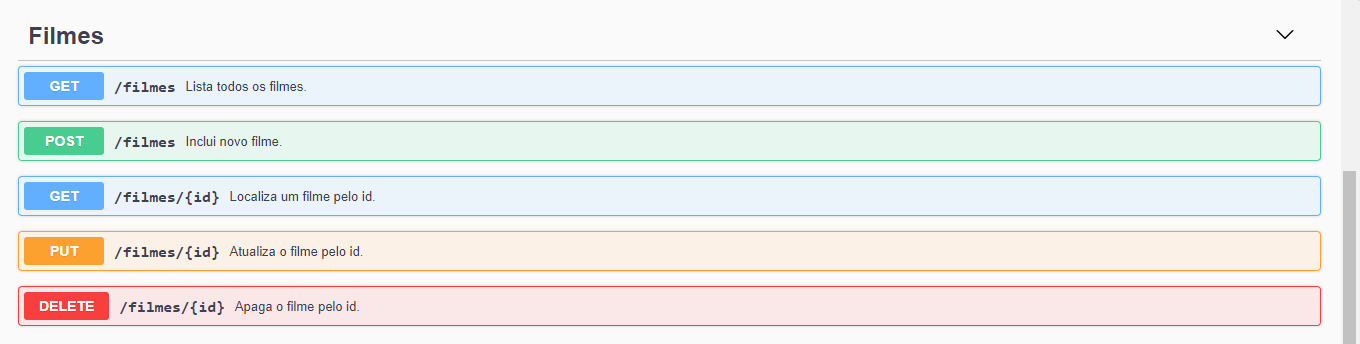 Filmes
GET /filmes Lista todos os filmes.
POST /filmes Inclui novo filme.
GET /filmes/{id} Localiza um filme pelo id.
PUT /filmes/{id} Atualiza o filme pelo id.
DELETE /filmes/{id} Apaga o filme pelo id.